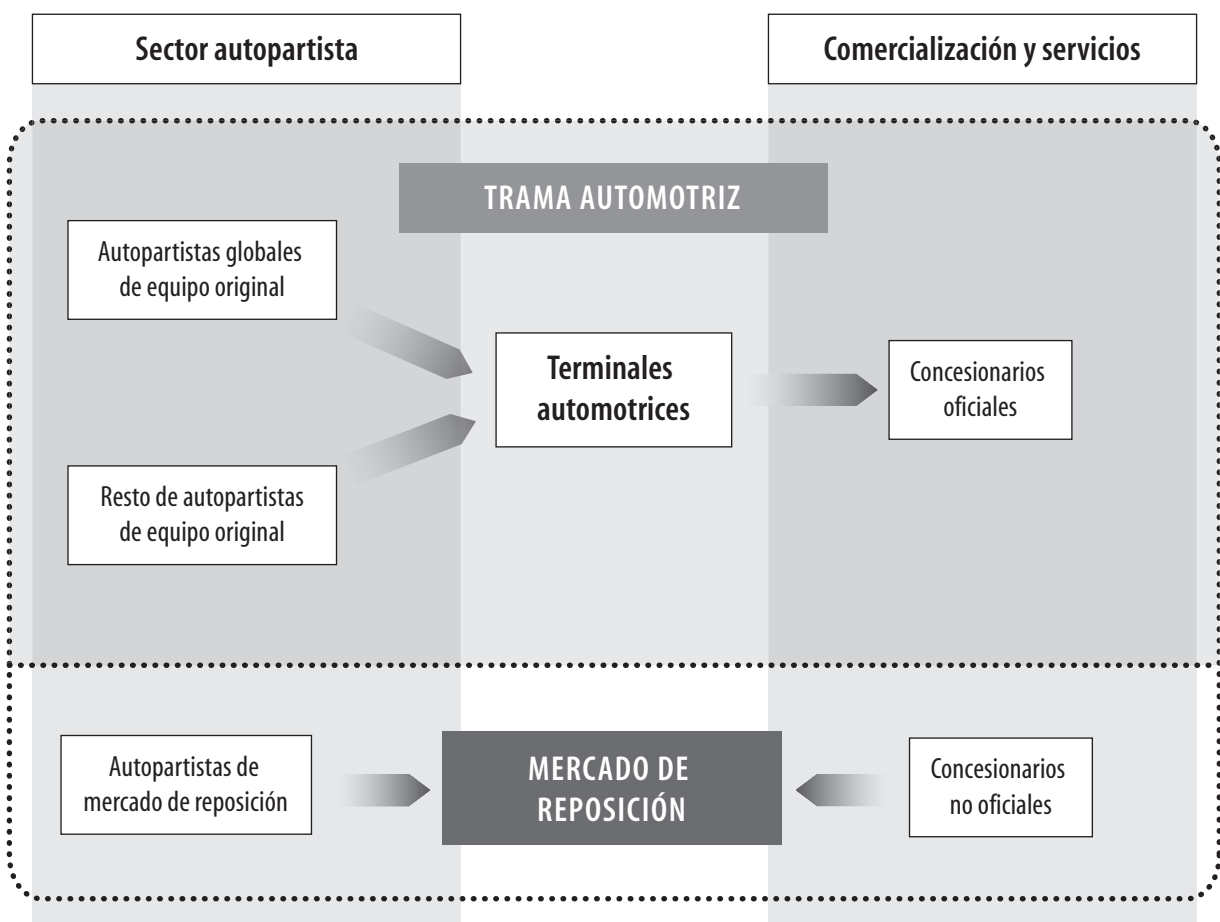 Sector autopartista
Comercialización y servicios
TRAMA AUTOMOTRIZ
Autopartistas globales
de equipo original
Terminales
automotrices
Concesionarios
oficiales
Resto de autopartistas
de equipo original
Autopartistas de
mercado de reposición
MERCADO DE
REPOSICIÓN
Concesionarios
no oficiales